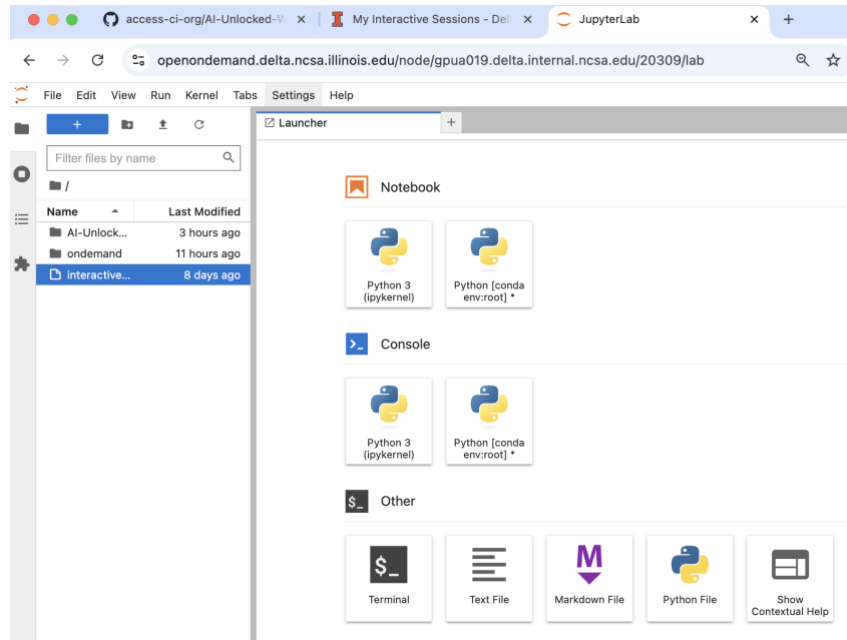 access-ci-org/AI-Unlocked-W
My Interactive Sessions - Del
JupyterLab
openondemand.delta.ncsa.illinois.edu/node/gpua019.delta.internal.ncsa.edu/20309/lab
File Edit View Run Kernel Tabs Settings Help
Launcher
Filter files by name
/
Name Last Modified
AI-Unlock... 3 hours ago
ondemand 11 hours ago
interactive... 8 days ago
Notebook
Python 3
(ipykernel)
Python [conda
env:root] *
Console
Python 3
(ipykernel)
Python [conda
env:root] *
$_ Other
$_
Terminal
Text File
M
Markdown File
Python File
Show
Contextual Help